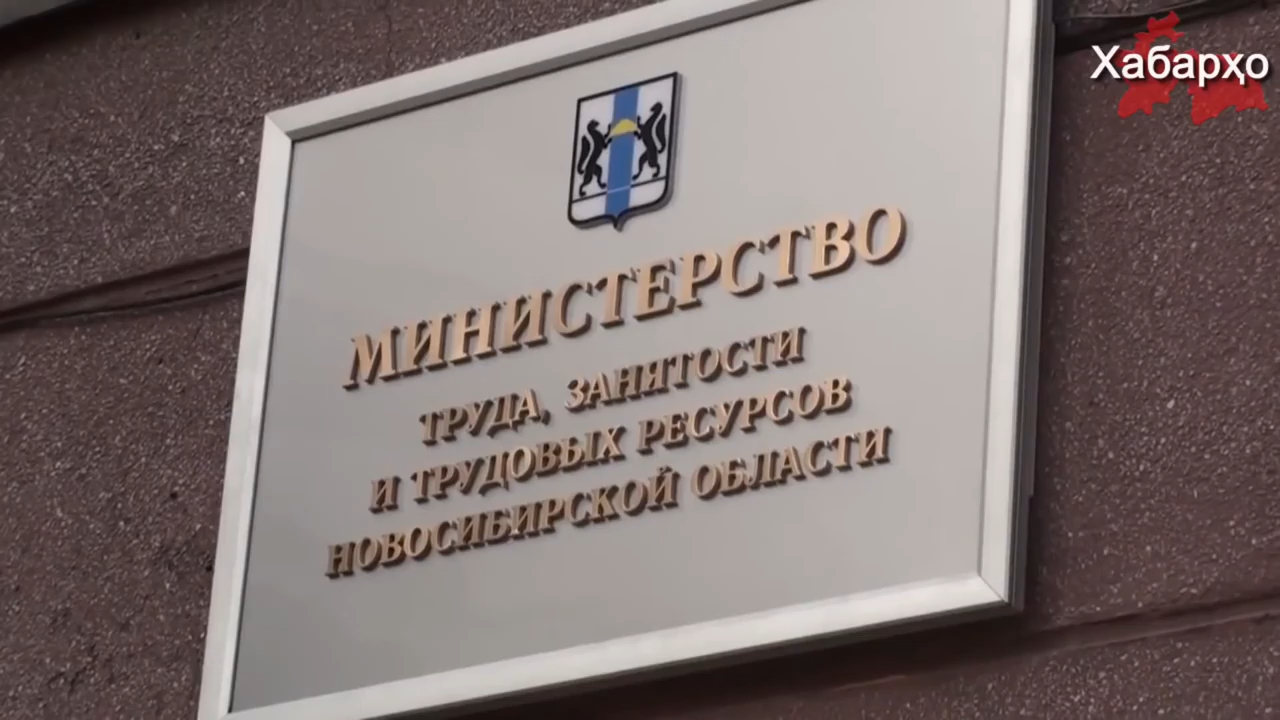 Хабарҳо
МИНИСТЕРСТВО
ТРУДА, ЗАНЯТОСТИ
И ТРУДОВЫХ РЕСУРСОВ
НОВОСИБИРСКОЙ ОБЛАСТИ